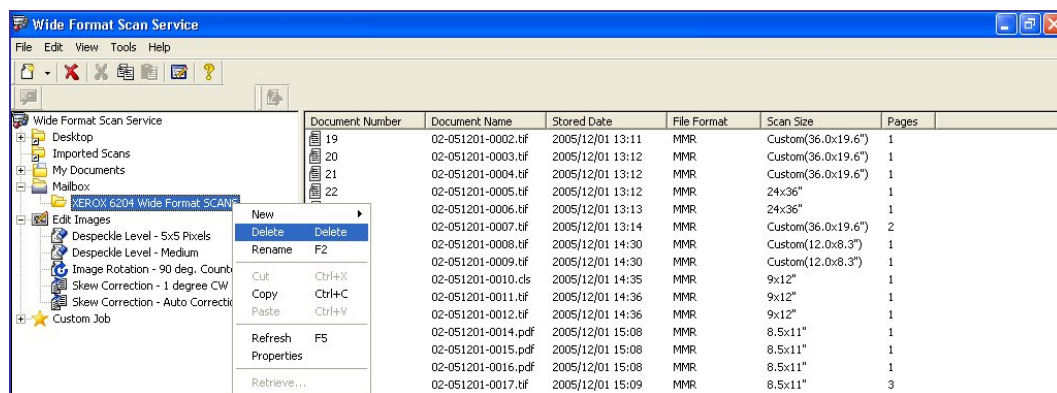 Wide Format Scan Service
File Edit View Tools Help
Wide Format Scan Service
Desktop
Imported Scans
My Documents
Mailbox
XEROX 6204 Wide Format SCANS
Edit Images
Despeckle Level - 5x5 Pixels
Despeckle Level - Medium
Image Rotation - 90 deg. Count
Skew Correction - 1 degree CW
Skew Correction - Auto Correctio
Custom Job
New
Delete Delete
Rename F2
Cut Ctrl+X
Copy Ctrl+C
Paste Ctrl+V
Refresh F5
Properties
Retrieve...
Document Number Document Name Stored Date File Format Scan Size Pages
19 02-051201-0002.tif 2005/12/01 13:11 MMR Custom(36.0x19.6") 1
20 02-051201-0003.tif 2005/12/01 13:12 MMR Custom(36.0x19.6") 1
21 02-051201-0004.tif 2005/12/01 13:12 MMR Custom(36.0x19.6") 1
22 02-051201-0005.tif 2005/12/01 13:12 MMR 24x36" 1
02-051201-0006.tif 2005/12/01 13:13 MMR 24x36" 1
02-051201-0007.tif 2005/12/01 13:14 MMR Custom(36.0x19.6") 2
02-051201-0008.tif 2005/12/01 14:30 MMR Custom(12.0x8.3") 1
02-051201-0009.tif 2005/12/01 14:30 MMR Custom(12.0x8.3") 1
02-051201-0010.cls 2005/12/01 14:35 MMR 9x12" 1
02-051201-0011.tif 2005/12/01 14:36 MMR 9x12" 1
02-051201-0012.tif 2005/12/01 14:36 MMR 9x12" 1
02-051201-0014.pdf 2005/12/01 15:08 MMR 8.5x11" 1
02-051201-0015.pdf 2005/12/01 15:08 MMR 8.5x11" 1
02-051201-0016.pdf 2005/12/01 15:08 MMR 8.5x11" 1
02-051201-0017.tif 2005/12/01 15:09 MMR 8.5x11" 3